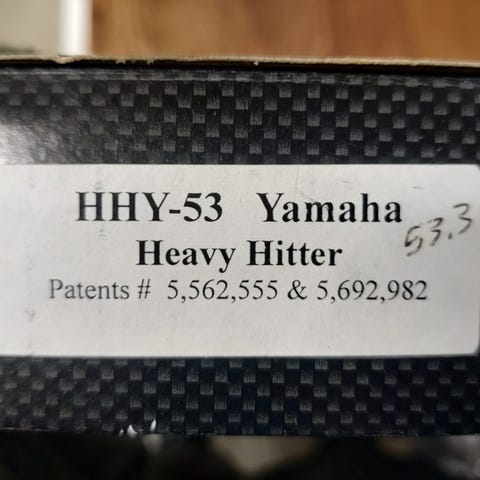 HHY-53 Yamaha
53.3
Heavy Hitter
Patents # 5,562,555 & 5,692,982